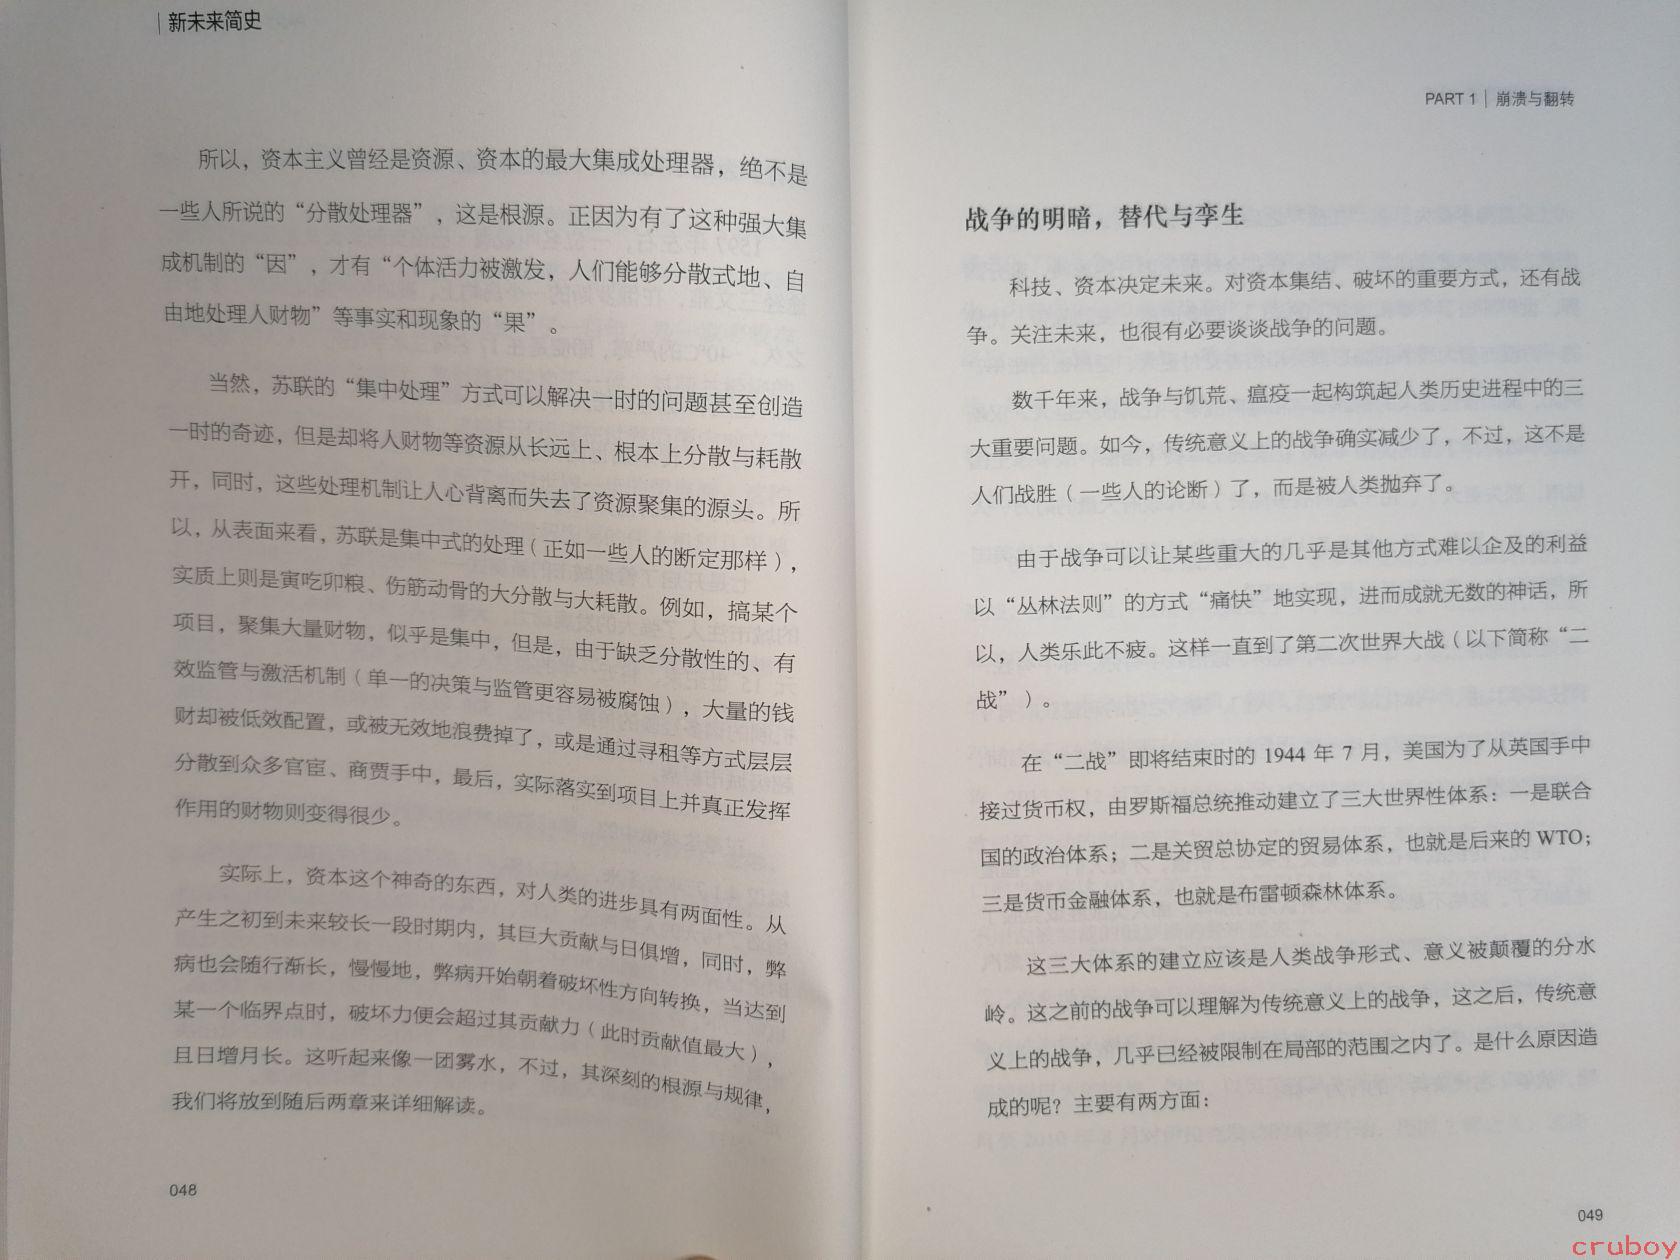 新未来简史
所以，资本主义曾经是资源、资本的最大集成处理器，绝不是
一些人所说的“分散处理器”，这是根源。正因为有了这种强大集
成机制的“因”，才有“个体活力被激发，人们能够分散式地、自
由地处理人财物”等事实和现象的“果”。
当然，苏联的“集中处理”方式可以解决一时的问题甚至创造
一时的奇迹，但是却将人财物等资源从长远上、根本上分散与耗散
开，同时，这些处理机制让人心背离而失去了资源聚集的源头。所
以，从表面来看，苏联是集中式的处理（正如一些人的断定那样），
实质上则是寅吃卯粮、伤筋动骨的大分散与大耗散。例如，搞某个
项目，聚集大量财物，似乎是集中，但是，由于缺乏分散性的、有
效监管与激活机制（单一的决策与监管更容易被腐蚀），大量的钱
财却被低效配置，或被无效地浪费掉了，或是通过寻租等方式层层
分散到众多官宦、商贾手中，最后，实际落实到项目上并真正发挥
作用的财物则变得很少。
实际上，资本这个神奇的东西，对人类的进步具有两面性。从
产生之初到未来较长一段时期内，其巨大贡献与日俱增，同时，弊
病也会随行渐长，慢慢地，弊病开始朝着破坏性方向转换，当达到
某一个临界点时，破坏力便会超过其贡献力（此时贡献值最大），
且日增月长。这听起来像一团雾水，不过，其深刻的根源与规律，
我们将放到随后两章来详细解读。
048
PART 1 | 崩溃与翻转
战争的明暗，替代与孪生
科技、资本决定未来。对资本集结、破坏的重要方式，还有战
争。关注未来，也很有必要谈谈战争的问题。
数千年来，战争与饥荒、瘟疫一起构筑起人类历史进程中的三
大重要问题。如今，传统意义上的战争确实减少了，不过，这不是
人们战胜（一些人的论断）了，而是被人类抛弃了。
由于战争可以让某些重大的几乎是其他方式难以企及的利益
以“丛林法则”的方式“痛快”地实现，进而成就无数的神话，所
以，人类乐此不疲。这样一直到了第二次世界大战（以下简称“二
战”）。
在“二战”即将结束时的 1944 年 7 月，美国为了从英国手中
接过货币权，由罗斯福总统推动建立了三大世界性体系：一是联合
国的政治体系；二是关贸总协定的贸易体系，也就是后来的 WTO；
三是货币金融体系，也就是布雷顿森林体系。
这三大体系的建立应该是人类战争形式、意义被颠覆的分水
岭。这之前的战争可以理解为传统意义上的战争，这之后，传统意
义上的战争，几乎已经被限制在局部的范围之内了。是什么原因造
成的呢？主要有两方面：
049
cruboy